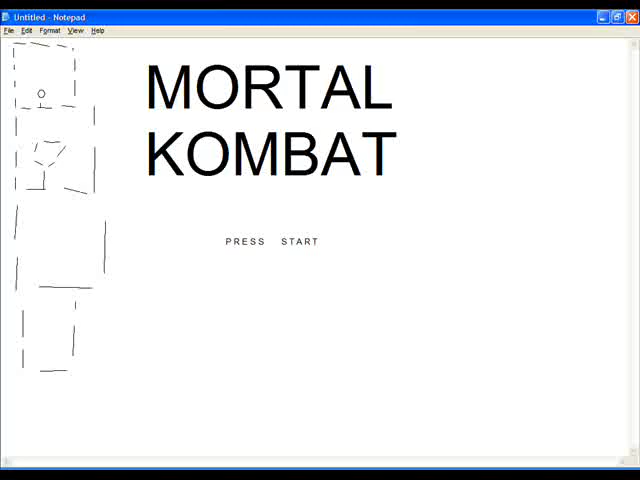 Untitled - Notepad
File Edit Format View Help
MORTAL
KOMBAT
PRESS START